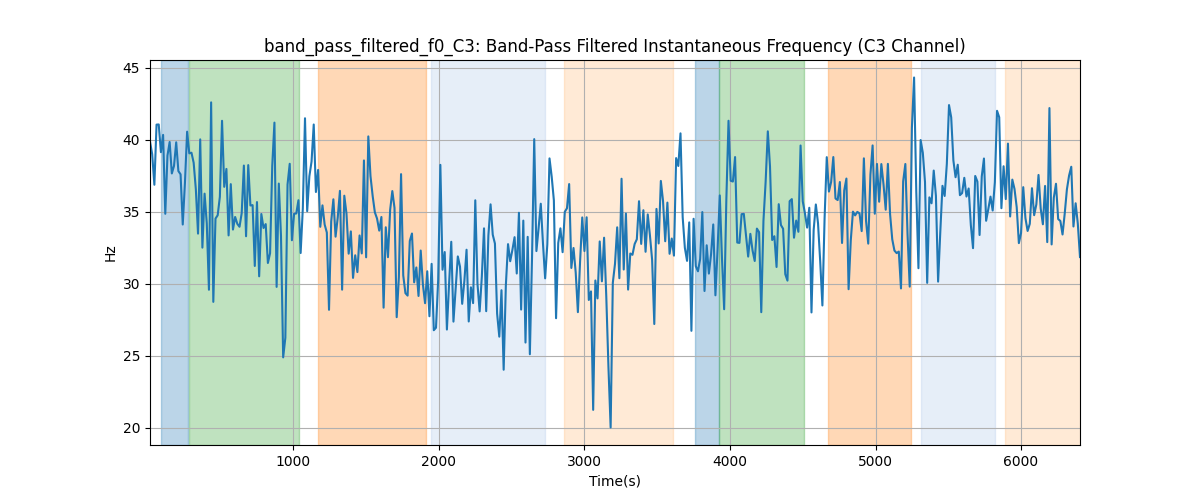 band_pass_filtered_f0_C3: Band-Pass Filtered Instantaneous Frequency (C3 Channel)
45
40
35
30
25
20
Hz
1000 2000 3000 4000 5000 6000
Time(s)